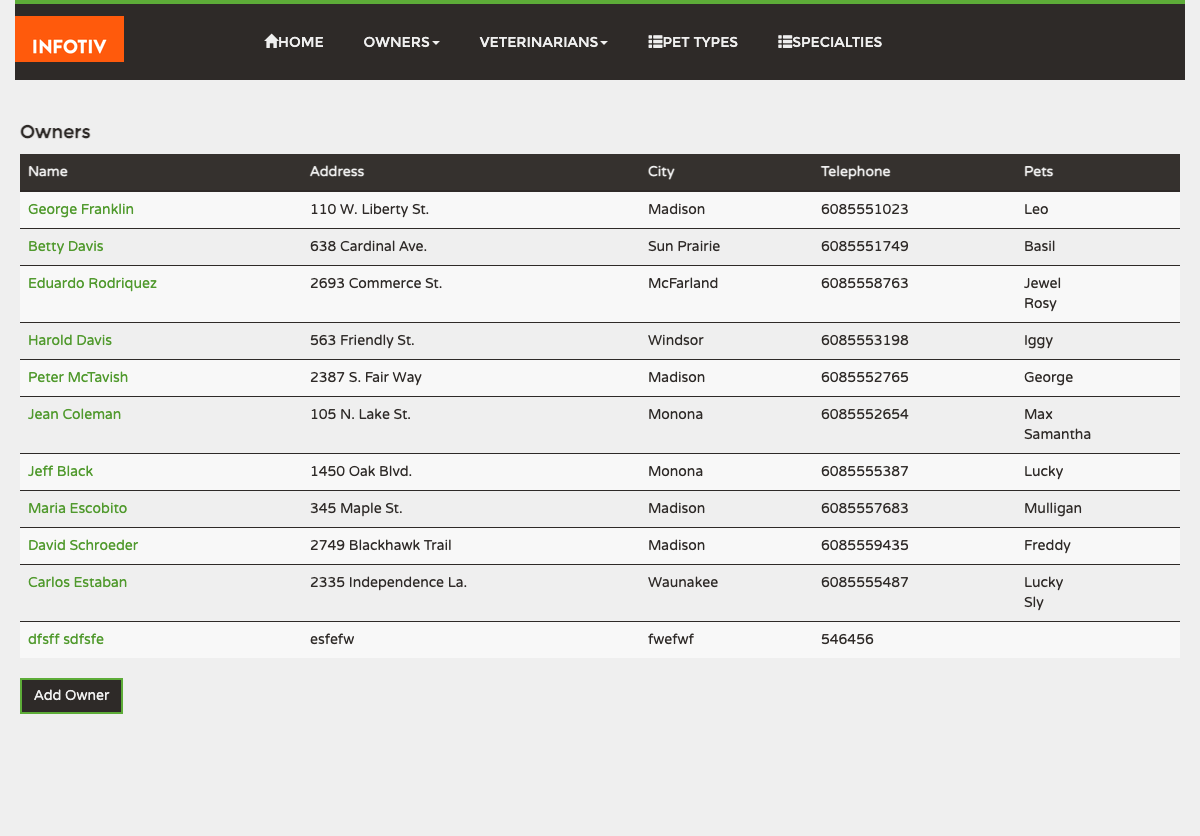 INFOTIV HOME OWNERS VETERINARIANS PET TYPES SPECIALTIES
Owners
Name Address City Telephone Pets
George Franklin 110 W. Liberty St. Madison 6085551023 Leo
Betty Davis 638 Cardinal Ave. Sun Prairie 6085551749 Basil
Eduardo Rodriquez 2693 Commerce St. McFarland 6085558763 Jewel
Rosy
Harold Davis 563 Friendly St. Windsor 6085553198 Iggy
Peter McTavish 2387 S. Fair Way Madison 6085552765 George
Jean Coleman 105 N. Lake St. Monona 6085552654 Max
Samantha
Jeff Black 1450 Oak Blvd. Monona 6085555387 Lucky
Maria Escobito 345 Maple St. Madison 6085557683 Mulligan
David Schroeder 2749 Blackhawk Trail Madison 6085559435 Freddy
Carlos Estaban 2335 Independence La. Waunakee 6085555487 Lucky
Sly
dfsff sdfsfe esfefw fwefwf 546456
Add Owner